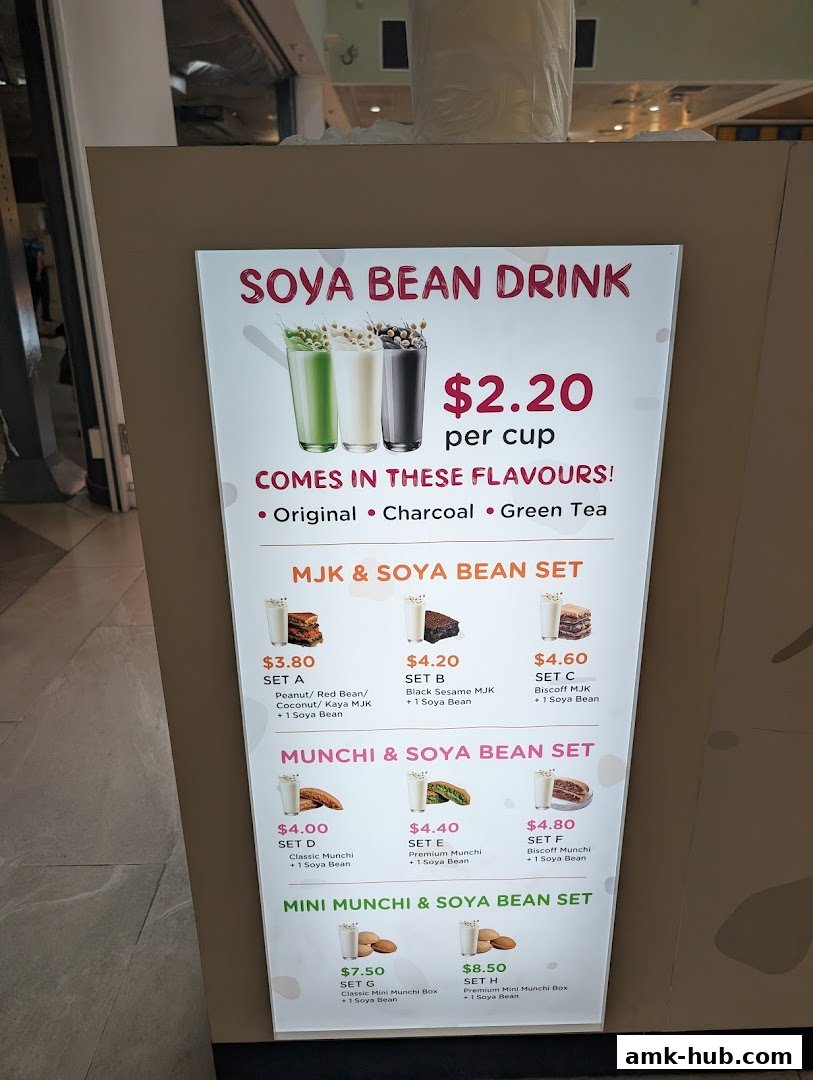 SOYA BEAN DRINK
$2.20
per cup
COMES IN THESE FLAVOURS!
• Original • Charcoal • Green Tea
MJK & SOYA BEAN SET
$3.80
SET A
Peanut/ Red Bean/
Coconut/ Kaya MJK
+ 1 Soya Bean
$4.20
SET B
Black Sesame MJK
+ 1 Soya Bean
$4.60
SET C
Biscoff MJK
+ 1 Soya Bean
MUNCHI & SOYA BEAN SET
$4.00
SET D
Classic Munchi
+ 1 Soya Bean
$4.40
SET E
Premium Munchi
+ 1 Soya Bean
$4.80
SET F
Biscoff Munchi
+ 1 Soya Bean
MINI MUNCHI & SOYA BEAN SET
$7.50
SET G
Classic Mini Munchi Box
+ 1 Soya Bean
$8.50
SET H
Premium Mini Munchi Box
+ 1 Soya Bean
amk-hub.com